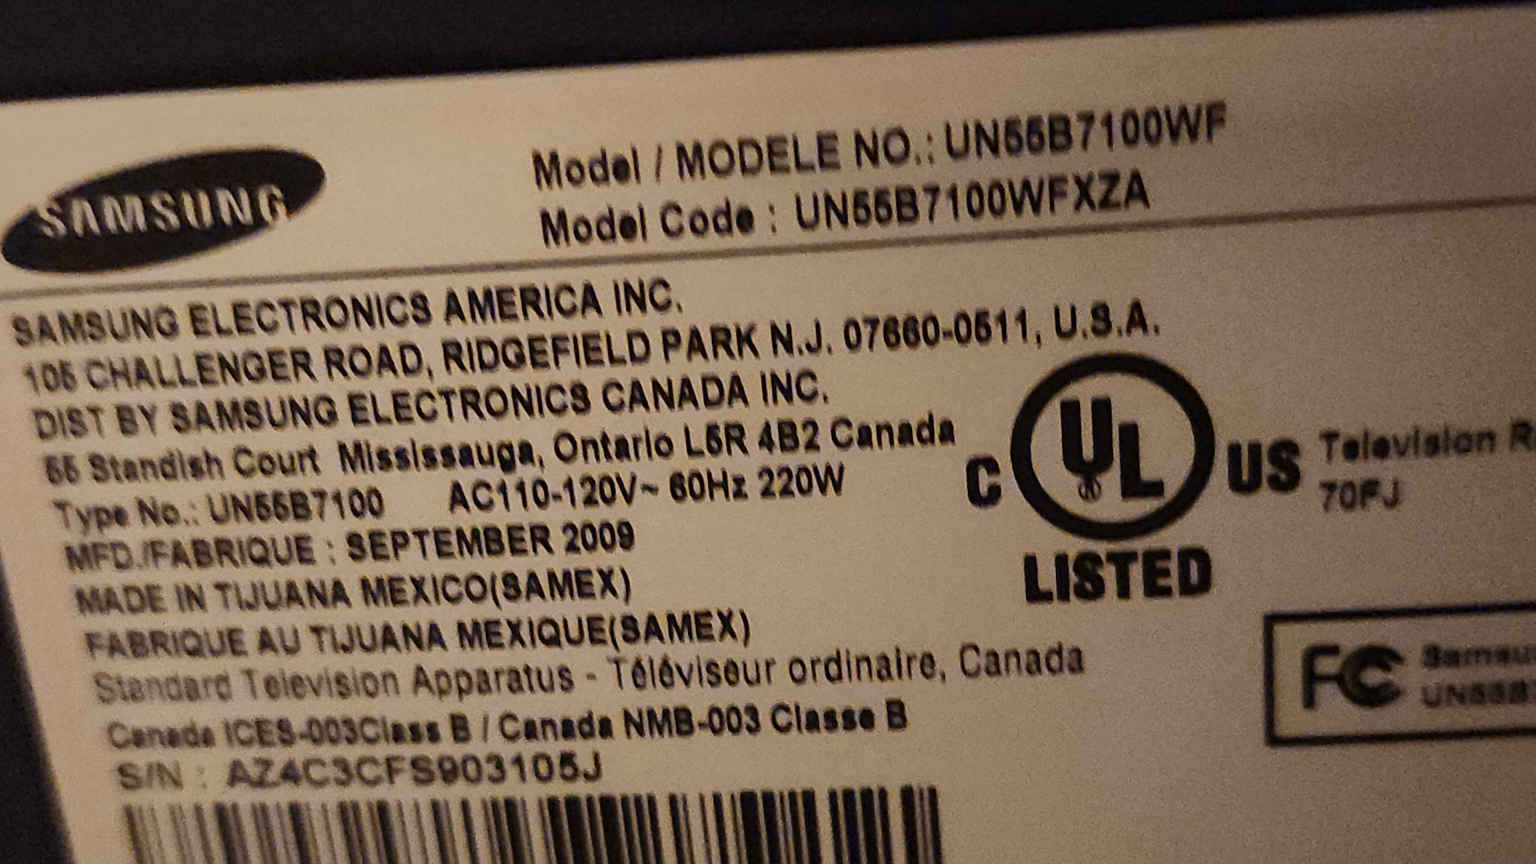 SAMSUNG
Model / MODELE NO.: UN55B7100WF
Model Code : UN55B7100WFXZA
SAMSUNG ELECTRONICS AMERICA INC.
105 CHALLENGER ROAD, RIDGEFIELD PARK N.J. 07660-0511, U.S.A.
DIST BY SAMSUNG ELECTRONICS CANADA INC.
55 Standish Court Mississauga, Ontario L5R 4B2 Canada
Type No.: UN55B7100 AC110-120V~ 60Hz 220W
MFD./FABRIQUE : SEPTEMBER 2009
MADE IN TIJUANA MEXICO(SAMEX)
FABRIQUE AU TIJUANA MEXIQUE(SAMEX)
Standard Television Apparatus - Téléviseur ordinaire, Canada
Canada ICES-003Class B / Canada NMB-003 Classe B
S/N : AZ4C3CFS903105J
C UL US
LISTED
Television R
70FJ
FC Samsu
UN55B